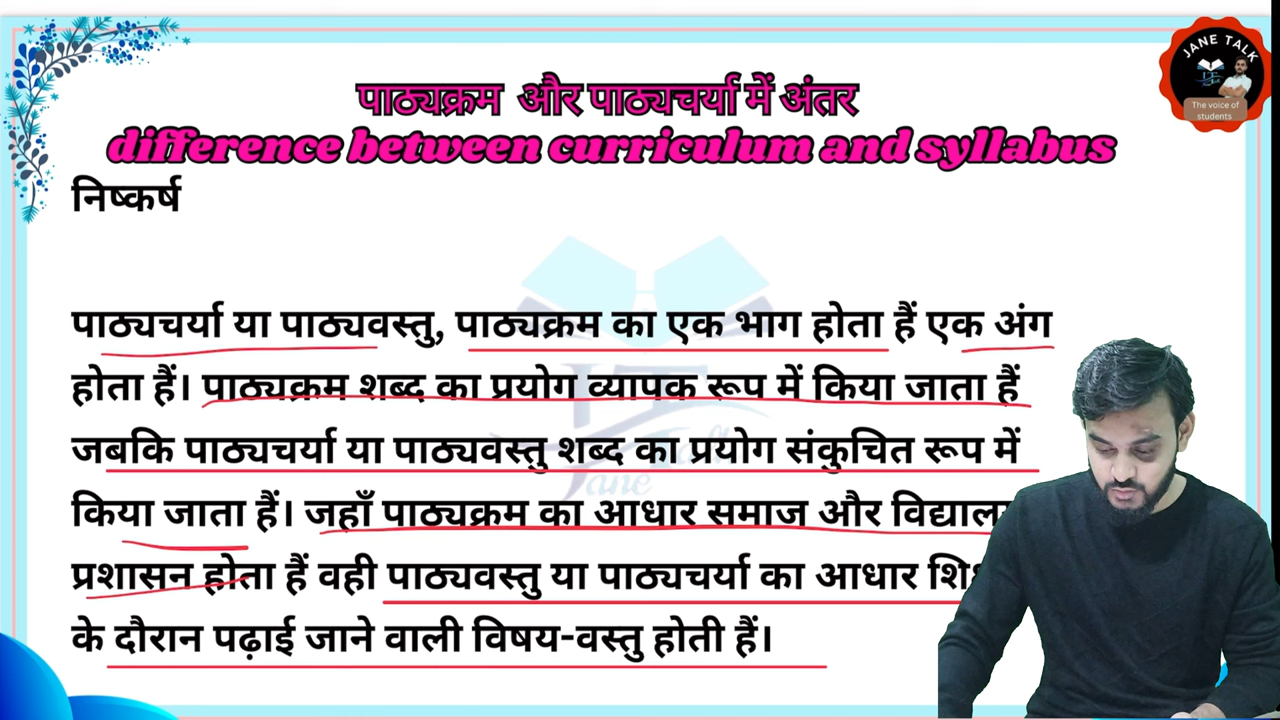 JANE TALK
The voice of
students
पाठ्यक्रम और पाठ्यचर्या में अंतर
difference between curriculum and syllabus
निष्कर्ष
पाठ्यचर्या या पाठ्यवस्तु, पाठ्यक्रम का एक भाग होता हैं एक अंग
होता हैं। पाठ्यक्रम शब्द का प्रयोग व्यापक रूप में किया जाता हैं
जबकि पाठ्यचर्या या पाठ्यवस्तु शब्द का प्रयोग संकुचित रूप में
किया जाता हैं। जहाँ पाठ्यक्रम का आधार समाज और
प्रशासन होता हैं वही पाठ्यवस्तु या पाठ्यचर्या का आधार
के दौरान पढ़ाई जाने वाली विषय-वस्तु होती हैं।